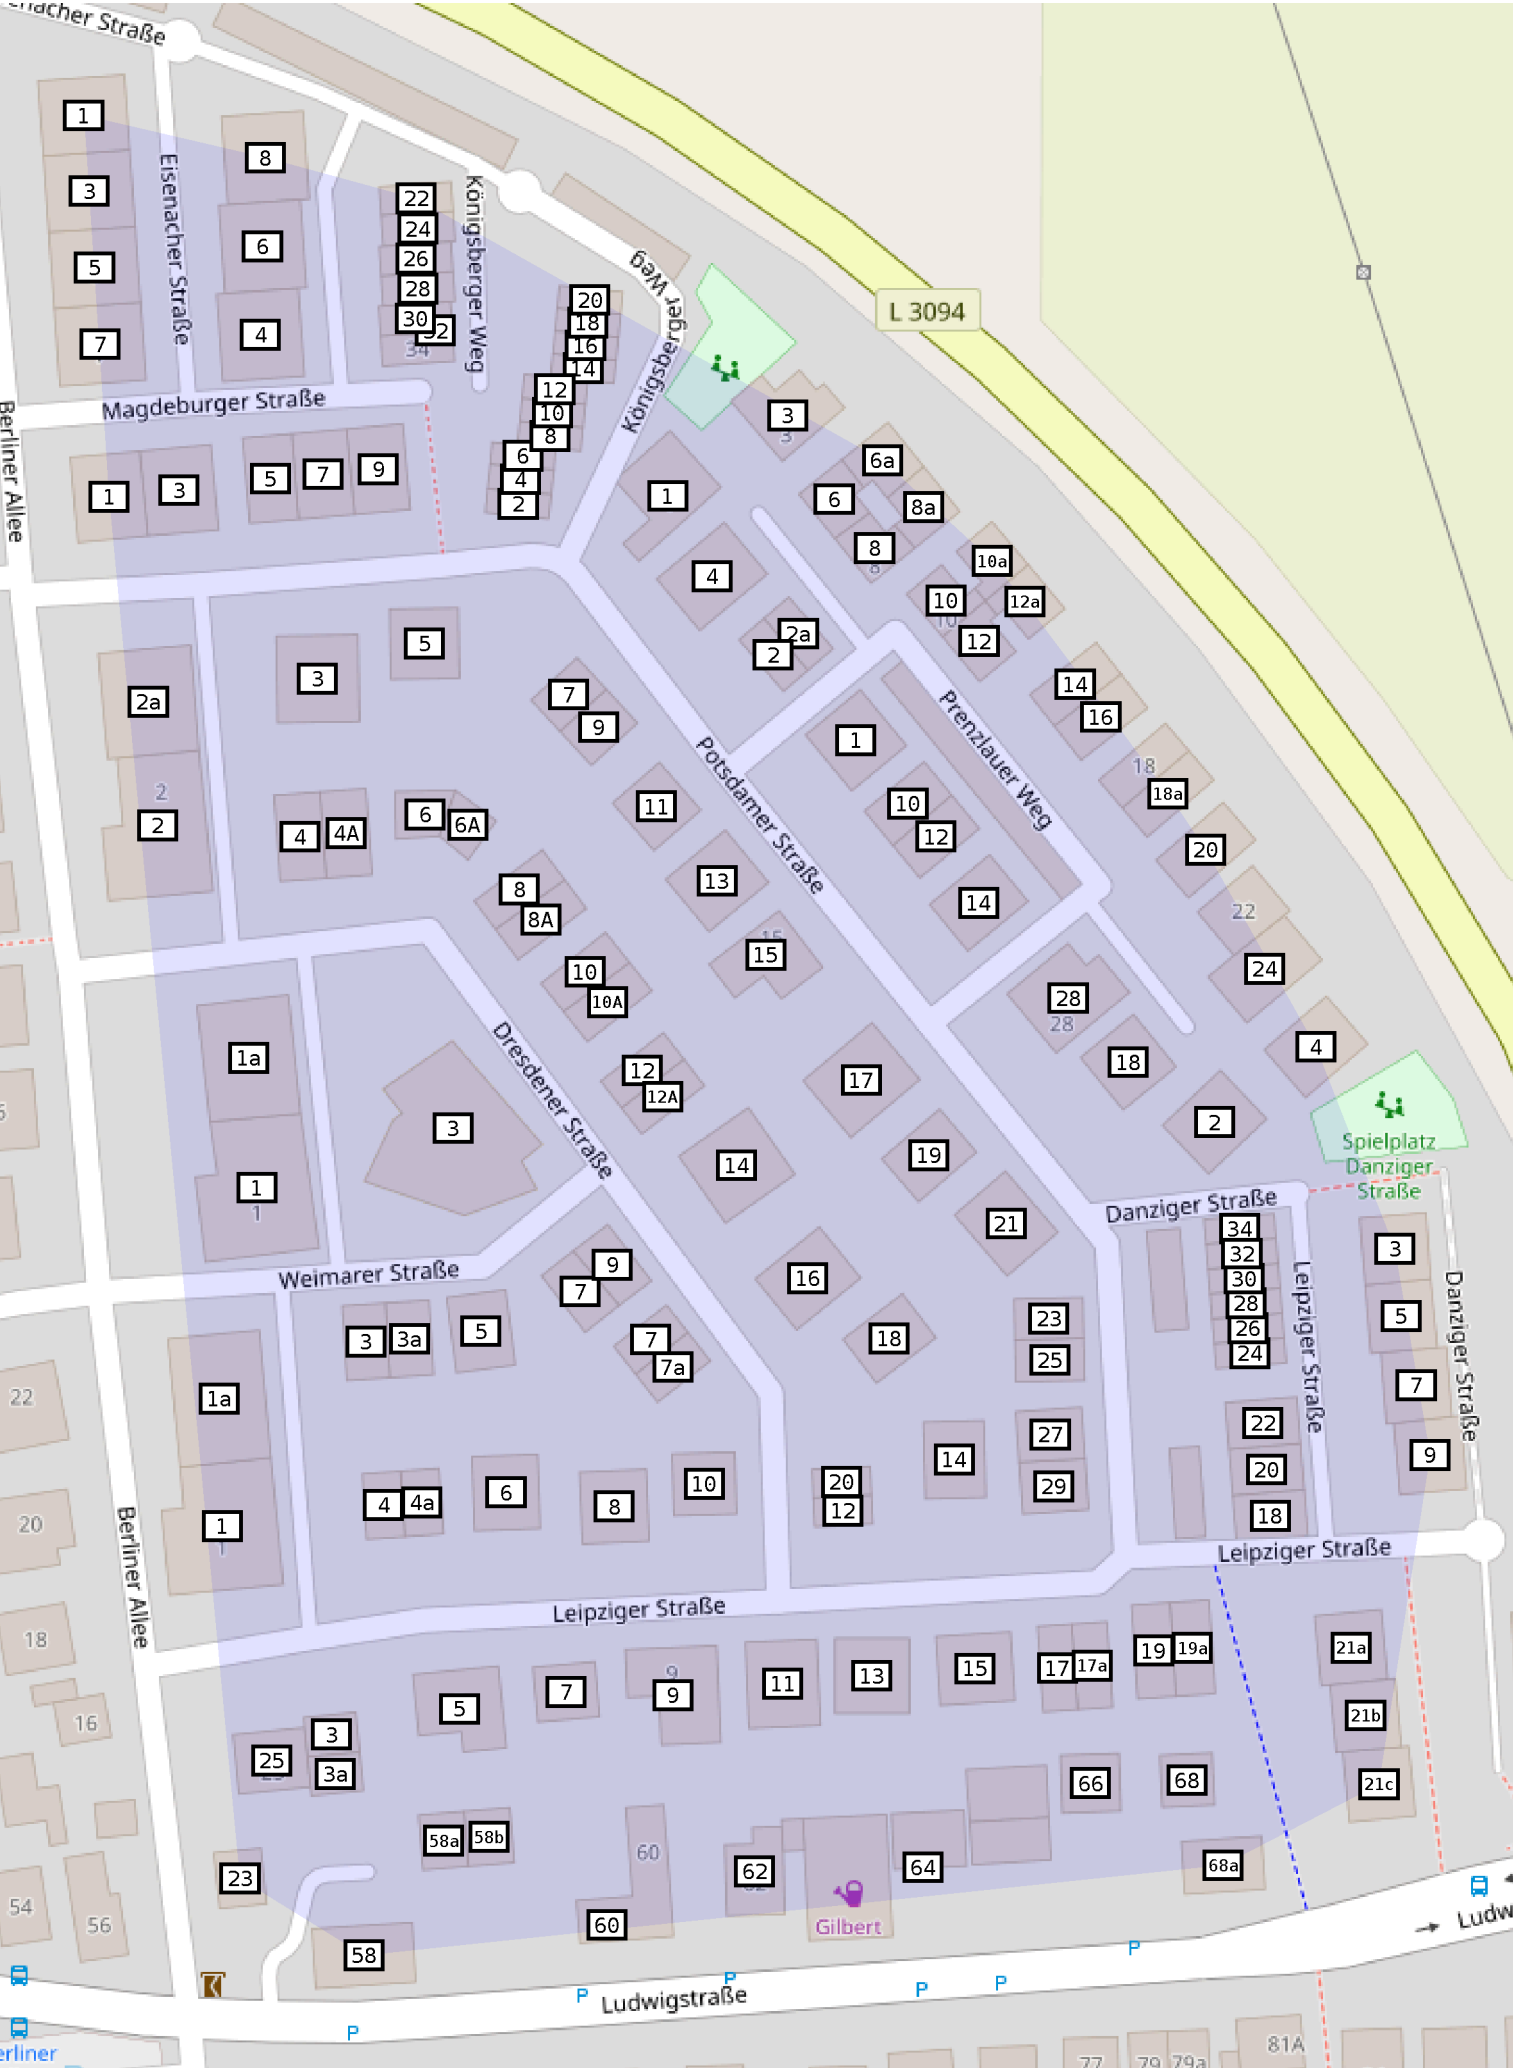 enacher Straße
1
8
3
22
24
6
26
5
28
20
30
32
18
4
7
34
16
14
Eisenacher Straße
Königsberger Weg
Königsberger Weg
L 3094
Magdeburger Straße
12
10
8
3
Berliner Allee
1
3
5
7
9
6
4
2
1
6a
6
8a
8
10a
4
10
12a
12
2a
2
5
3
7
9
14
16
2a
2
2
Prenzlauer Weg
Potsdamer Straße
1
18
18a
11
10
12
20
4
4A
6
6A
13
14
22
8
8A
15
15
24
10
10A
28
28
4
Dresdener Straße
1a
12
12A
17
18
2
3
14
19
Spielplatz
Danziger
Straße
1
1
21
Danziger Straße
34
32
30
28
26
24
3
5
7
9
Leipziger Straße
Danziger Straße
Weimarer Straße
9
7
16
3
3a
5
7
7a
18
23
25
22
1a
27
29
22
20
18
14
20
12
4
4a
6
8
10
20
1
Berliner Allee
Leipziger Straße
Leipziger Straße
18
16
5
7
9
9
11
13
15
17
17a
19
19a
21a
21b
21c
25
3
3a
66
68
58a
58b
60
62
64
68a
23
54
56
60
58
Gilbert
Ludw
P
P
P
P
P
P
Ludwigstraße
erliner
77
79
79a
81A